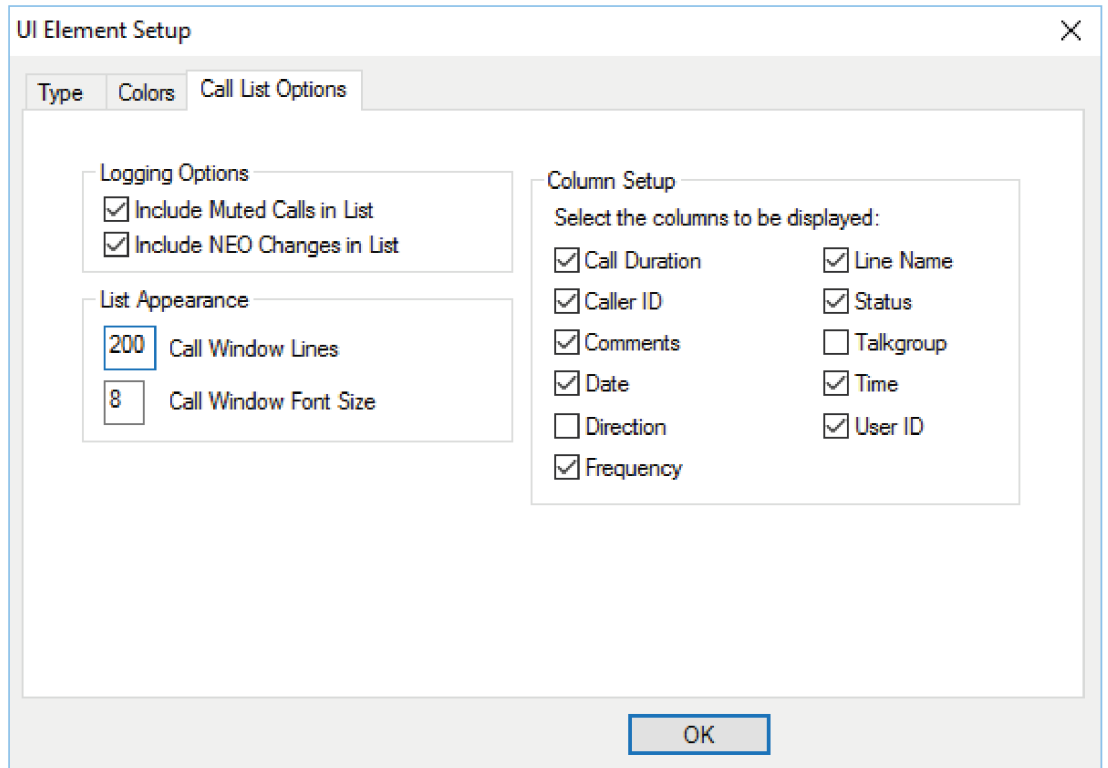 UI Element Setup
Type
Colors
Call List Options
Logging Options
Include Muted Calls in List
Include NEO Changes in List
List Appearance
200 Call Window Lines
8 Call Window Font Size
Column Setup
Select the columns to be displayed:
Call Duration
Caller ID
Comments
Date
Direction
Frequency
Line Name
Status
Talkgroup
Time
User ID
OK